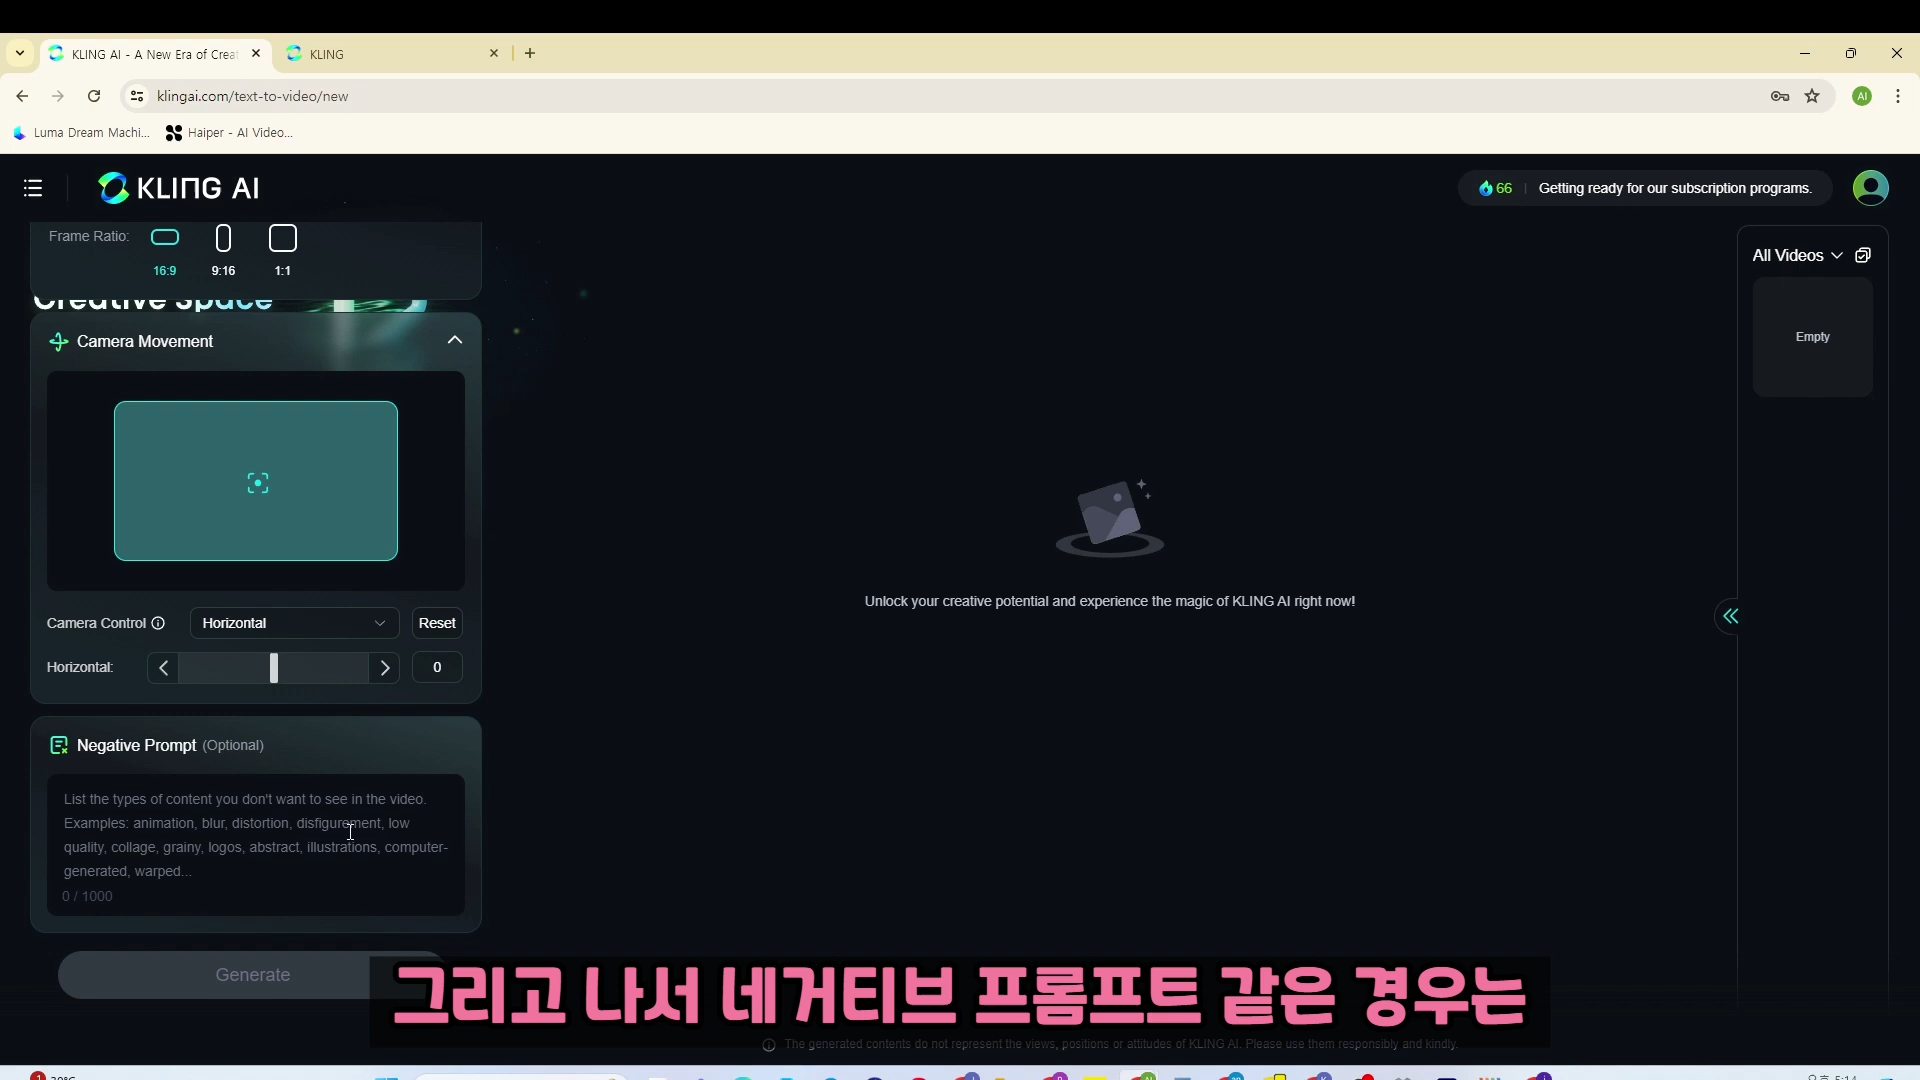 KLING AI - A New Era of Crea
KLING
klingai.com/text-to-video/new
AI
Luma Dream Machi...
Haiper - AI Video...
KLING AI
66
Getting ready for our subscription programs.
Frame Ratio:
16:9
9:16
1:1
Creative Space
Camera Movement
Camera Control
Horizontal
Reset
Horizontal:
0
Negative Prompt (Optional)
List the types of content you don't want to see in the video.
Examples: animation, blur, distortion, disfigurement, low
quality, collage, grainy, logos, abstract, illustrations, computer-
generated, warped...
0 / 1000
Generate
Unlock your creative potential and experience the magic of KLING AI right now!
All Videos
Empty
그리고 나서 네거티브 프롬프트 같은 경우는
The generated contents do not represent the views, positions or attitudes of KLING AI. Please use them responsibly and kindly.